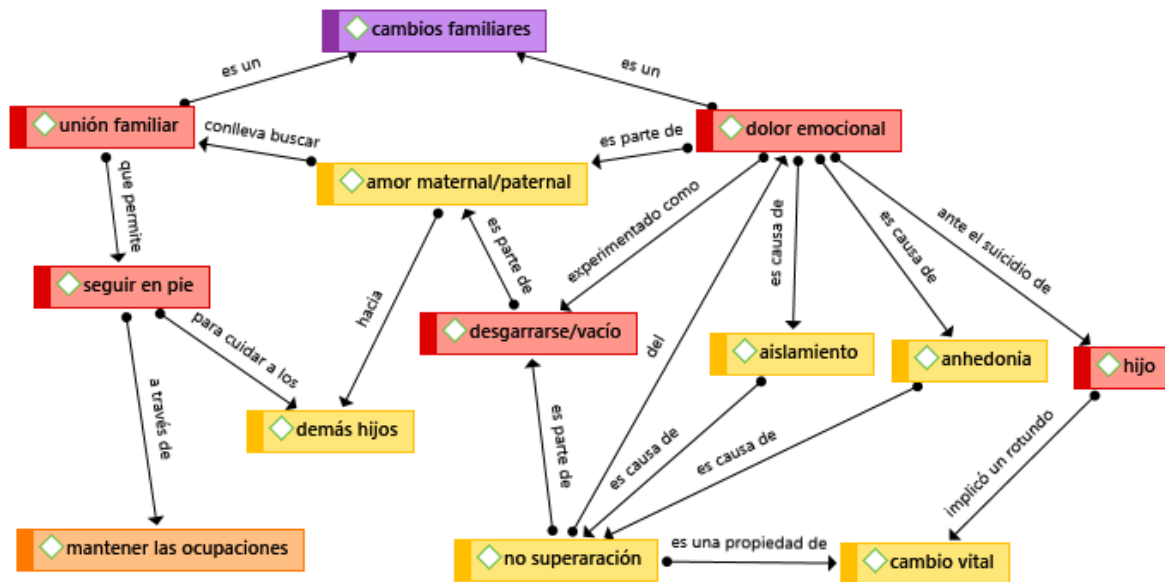 cambios familiares
es un
es un
unión familiar
dolor emocional
conlleva buscar
es parte de
amor maternal/paternal
que permite
es parte de
experimentado como
es causa de
es causa de
ante el suicidio de
seguir en pie
hacia
para cuidar a los
desgarrarse/vacío
del
aislamiento
anhedonia
hijo
a través de
demás hijos
es parte de
es causa de
es causa de
implicó un rotundo
mantener las ocupaciones
no superaración
es una propiedad de
cambio vital